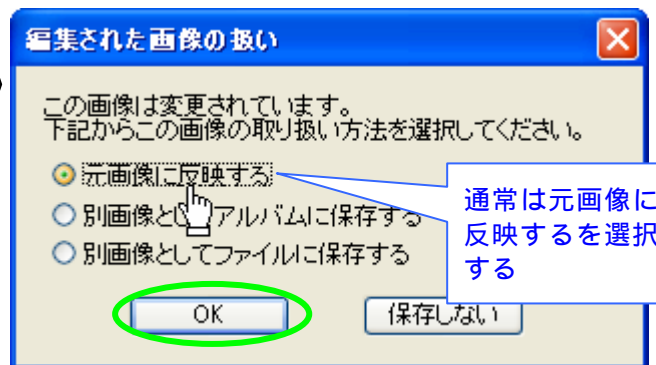 編集された画像の扱い
この画像は変更されています。
下記からこの画像の取り扱い方法を選択してください。
元画像に反映する
別画像と アルバムに保存する
別画像としてファイルに保存する
通常は元画像に
反映するを選択
する
OK
保存しない